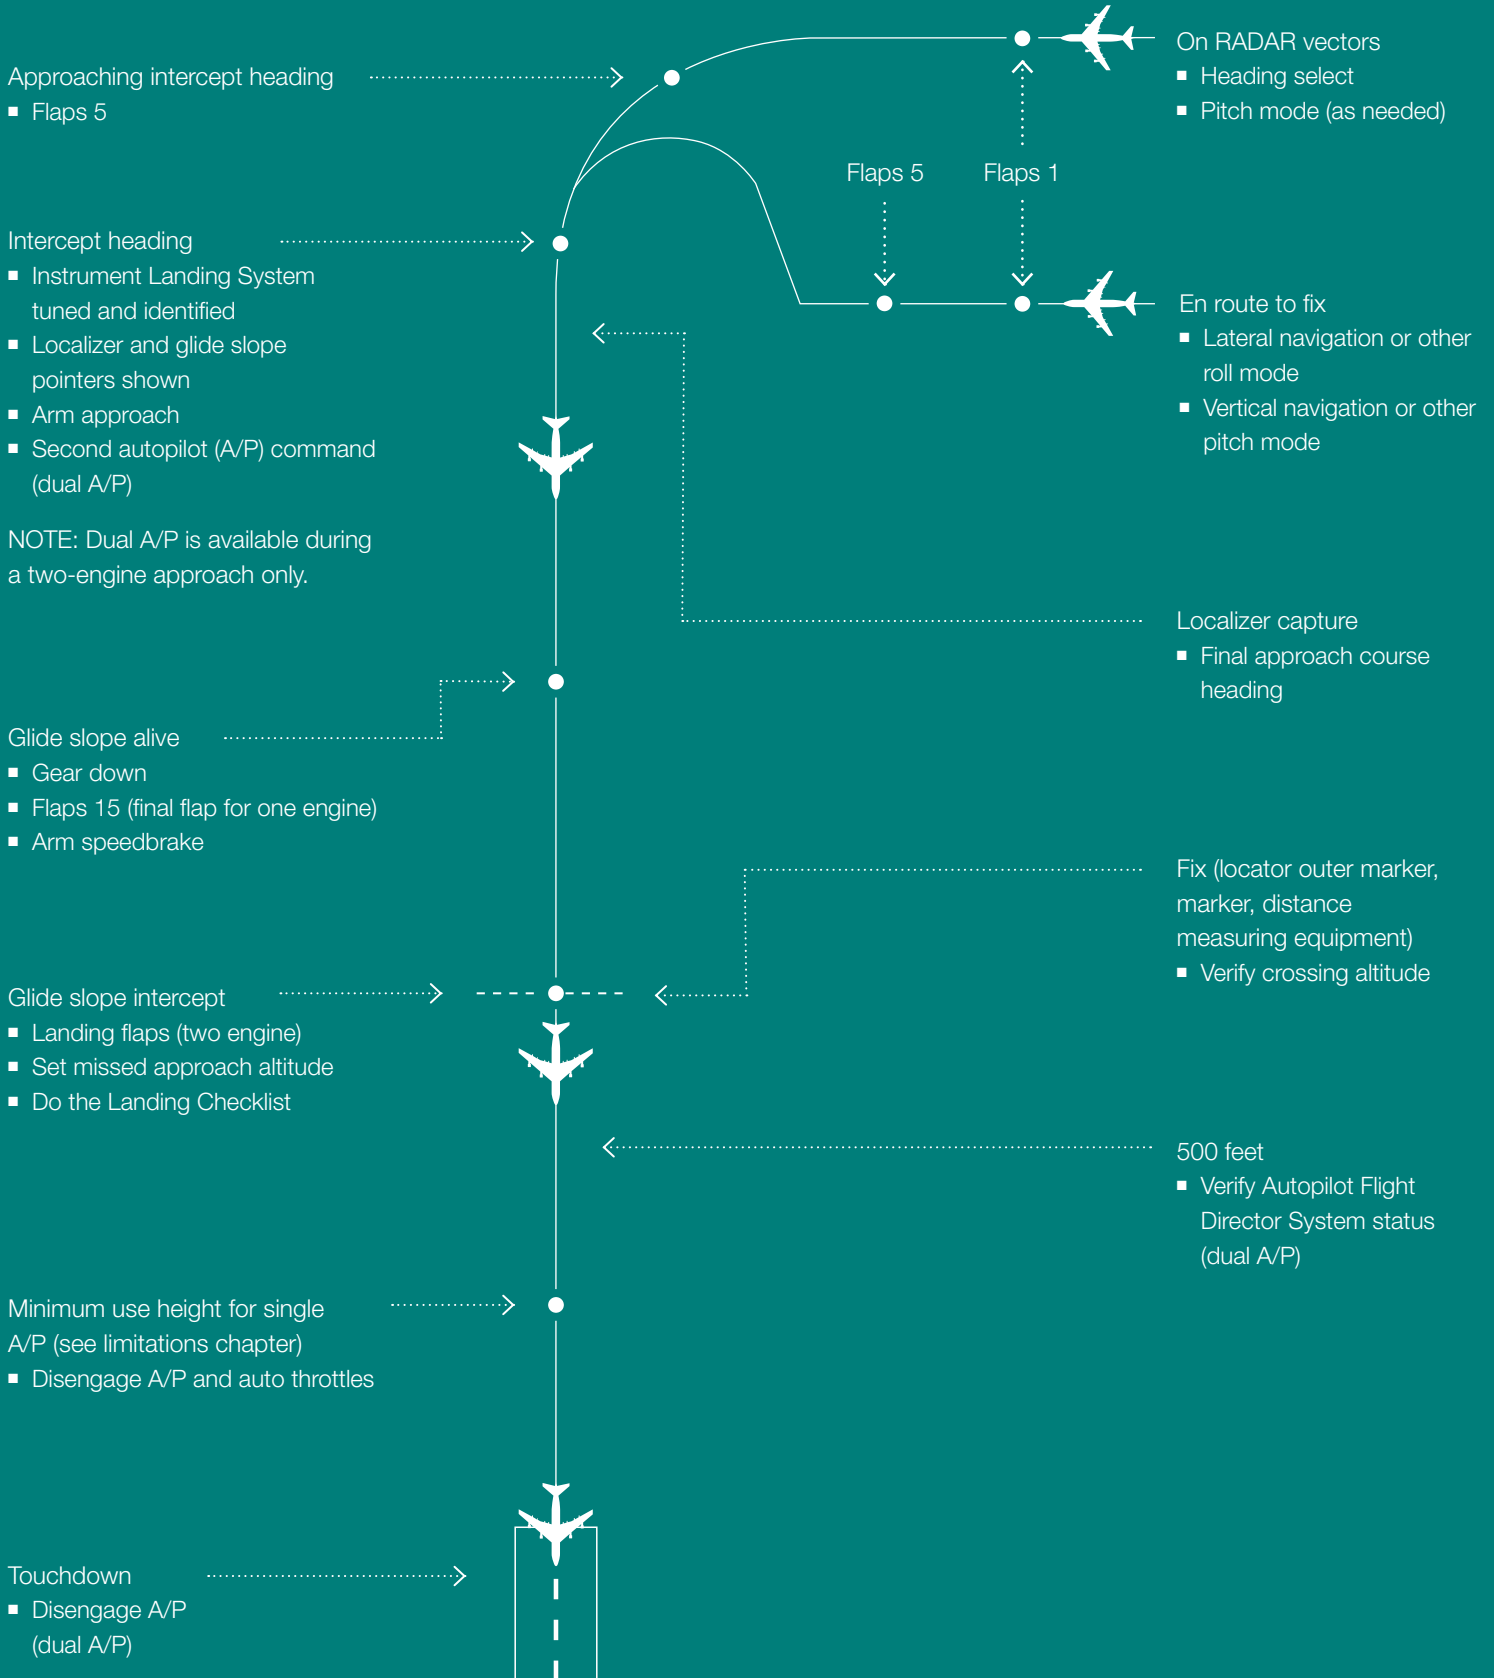 On RADAR vectors
■ Heading select
■ Pitch mode (as needed)
Approaching intercept heading
■ Flaps 5
Flaps 5
Flaps 1
Intercept heading
■ Instrument Landing System
tuned and identified
■ Localizer and glide slope
pointers shown
■ Arm approach
■ Second autopilot (A/P) command
(dual A/P)
NOTE: Dual A/P is available during
a two-engine approach only.
En route to fix
■ Lateral navigation or other
roll mode
■ Vertical navigation or other
pitch mode
Localizer capture
■ Final approach course
heading
Glide slope alive
■ Gear down
■ Flaps 15 (final flap for one engine)
■ Arm speedbrake
Fix (locator outer marker,
marker, distance
measuring equipment)
■ Verify crossing altitude
Glide slope intercept
■ Landing flaps (two engine)
■ Set missed approach altitude
■ Do the Landing Checklist
500 feet
■ Verify Autopilot Flight
Director System status
(dual A/P)
Minimum use height for single
A/P (see limitations chapter)
■ Disengage A/P and auto throttles
Touchdown
■ Disengage A/P
(dual A/P)